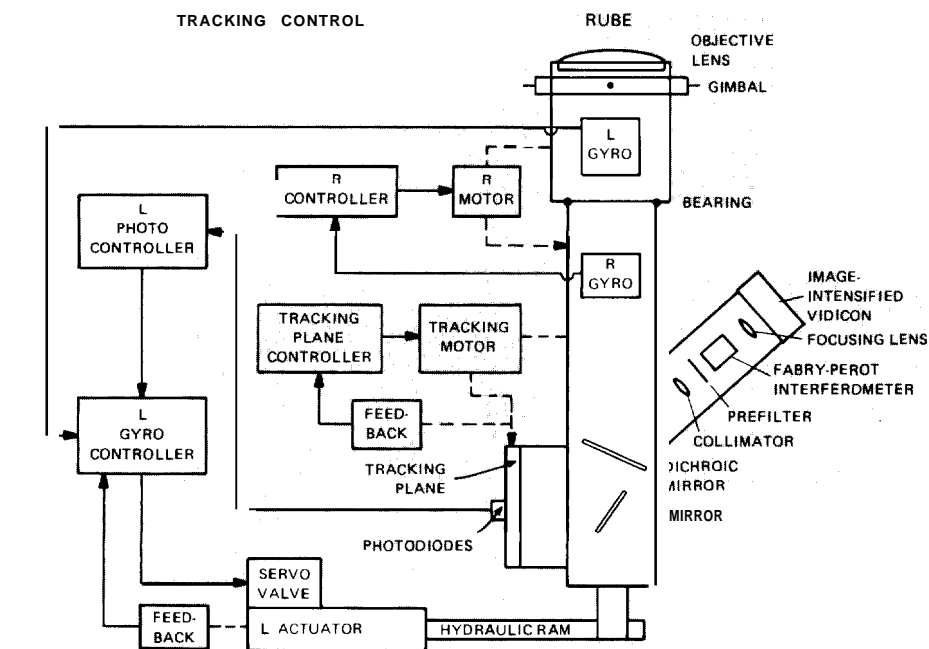 TRACKING CONTROL
RUBE
OBJECTIVE
LENS
GIMBAL
L
GYRO
R
CONTROLLER
R
MOTOR
BEARING
L
PHOTO
CONTROLLER
R
GYRO
IMAGE-
INTENSIFIED
VIDICON
FOCUSING LENS
FABRY-PEROT
INTERFERDMETER
PREFILTER
COLLIMATOR
TRACKING
PLANE
CONTROLLER
TRACKING
MOTOR
FEED-
BACK
L
GYRO
CONTROLLER
TRACKING
PLANE
DICHROIC
MIRROR
MIRROR
PHOTODIODES
SERVO
VALVE
FEED-
BACK
L ACTUATOR
HYDRAULIC RAM